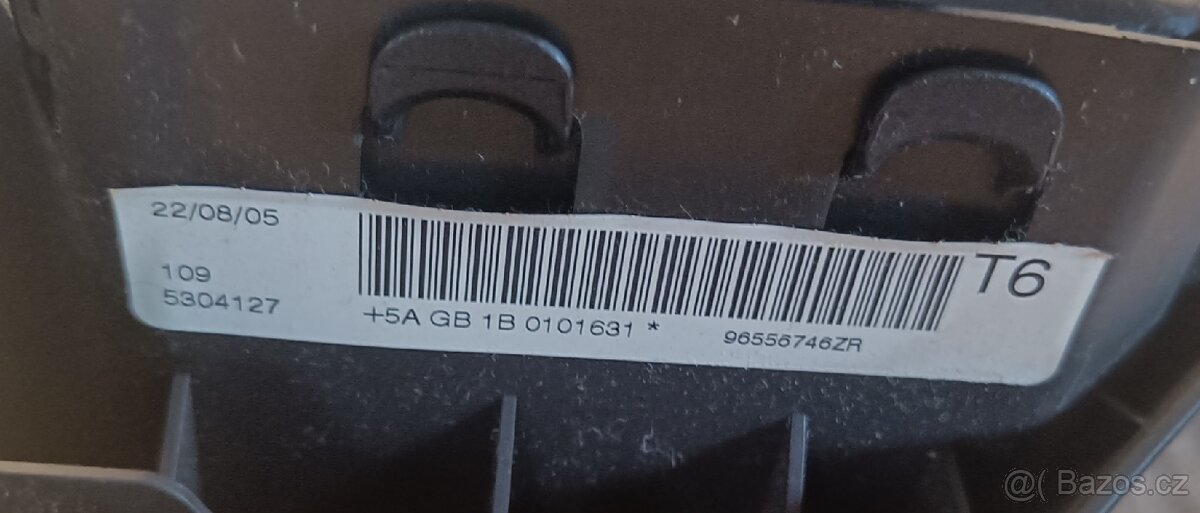 22/08/05
109
5304127
+5A GB 1B 0101631 *
96556746ZR
T6
@( Bazos.cz